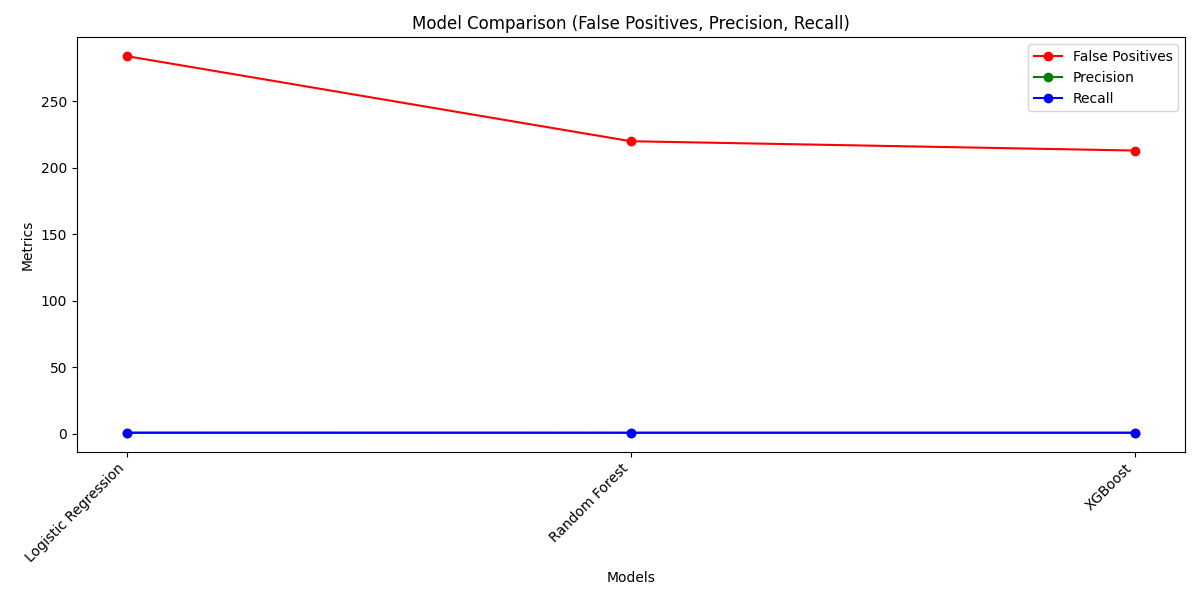 Model Comparison (False Positives, Precision, Recall)
False Positives
Precision
Recall
Metrics
250
200
150
100
50
0
Logistic Regression
Random Forest
XGBoost
Models